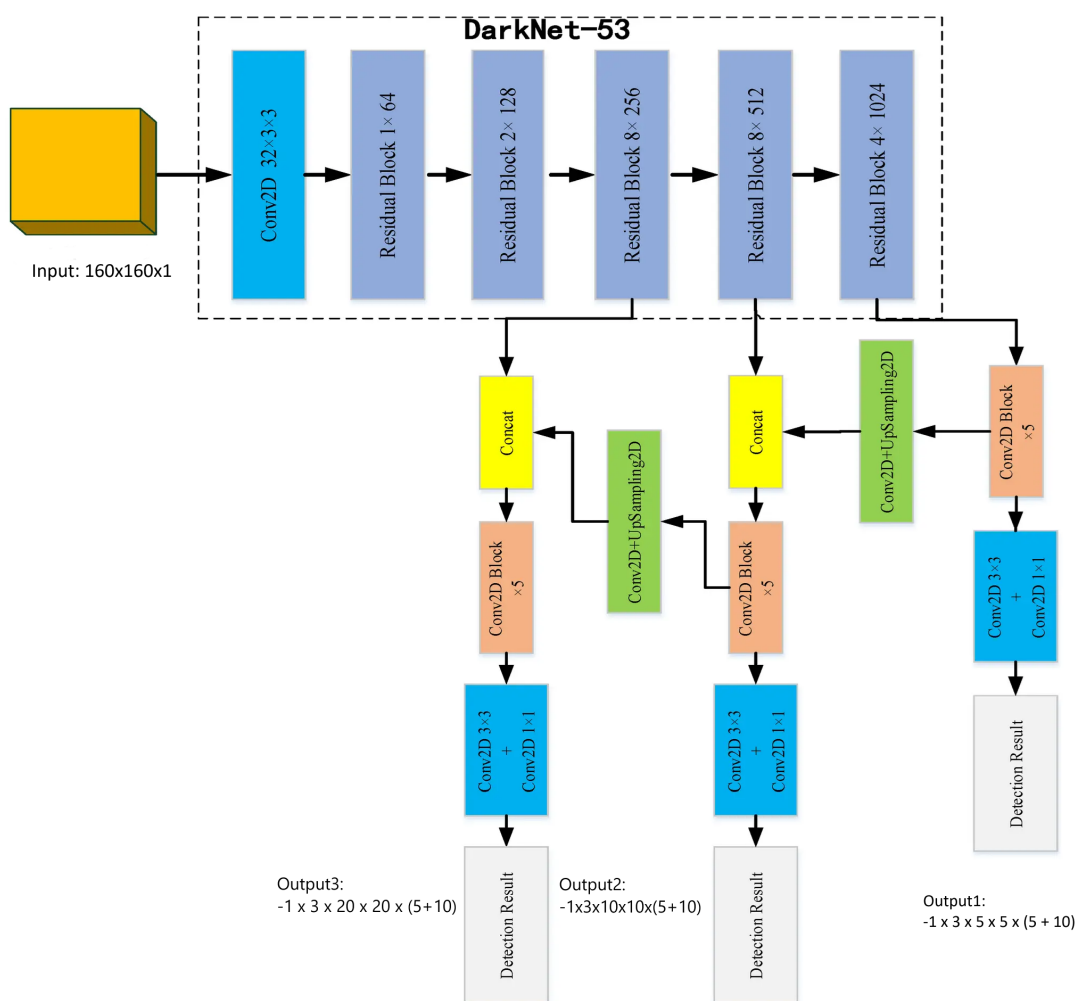 DarkNet-53
Conv2D 32×3×3
Residual Block 1× 64
Residual Block 2× 128
Residual Block 8× 256
Residual Block 8× 512
Residual Block 4× 1024
Input: 160x160x1
Concat
Conv2D+UpSampling2D
Concat
Conv2D+UpSampling2D
Conv2D Block
×5
Conv2D Block
×5
Conv2D Block
×5
Conv2D 3×3
+
Conv2D 1×1
Conv2D 3×3
+
Conv2D 1×1
Conv2D 3×3
+
Conv2D 1×1
Detection Result
Output3:
-1 x 3 x 20 x 20 x (5+10)
Detection Result
Output2:
-1x3x10x10x(5+10)
Detection Result
Output1:
-1 x 3 x 5 x 5 x (5 + 10)